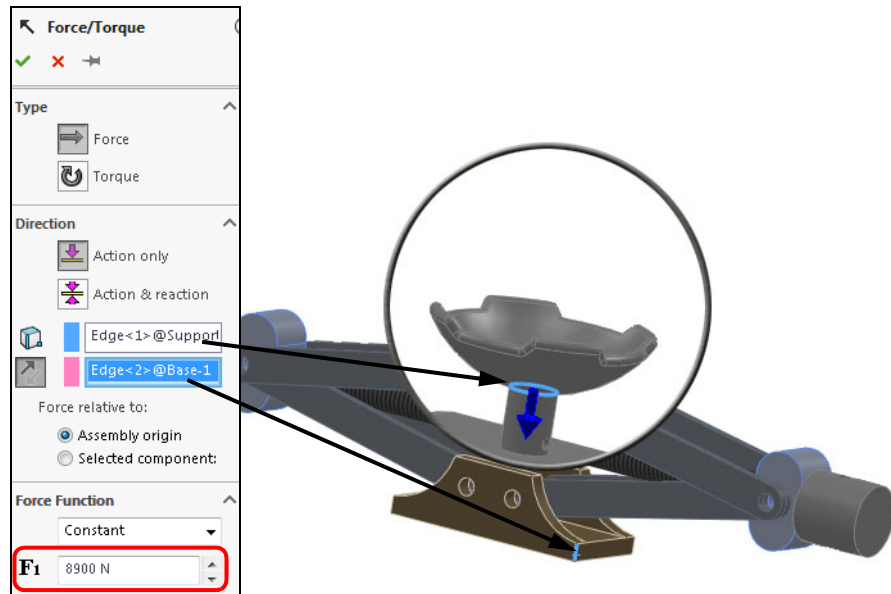 Force/Torque
Type
Force
Torque
Direction
Action only
Action & reaction
Edge<1>@Support
Edge<2>@Base-1
Force relative to:
Assembly origin
Selected component:
Force Function
Constant
F1 8900 N